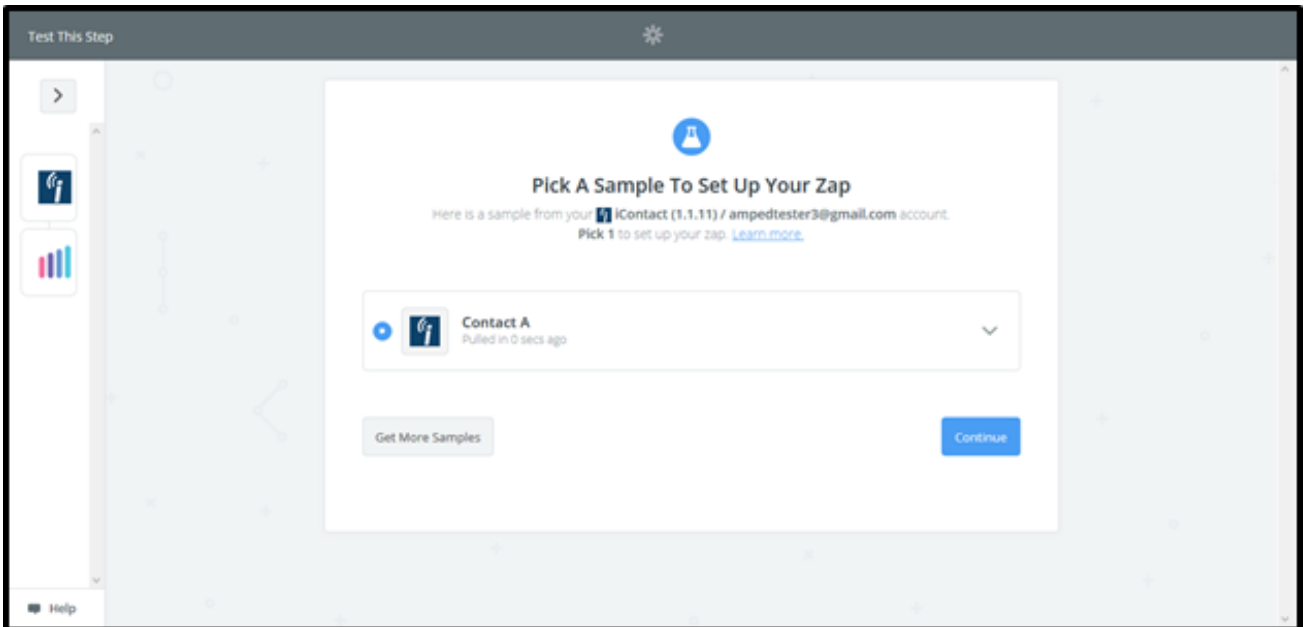 Test This Step
Pick A Sample To Set Up Your Zap
Here is a sample from your iContact (1.1.11) / ampedtester3@gmail.com account.
Pick 1 to set up your zap. Learn more.
Contact A
Pulled in 0 secs ago
Get More Samples
Continue
Help